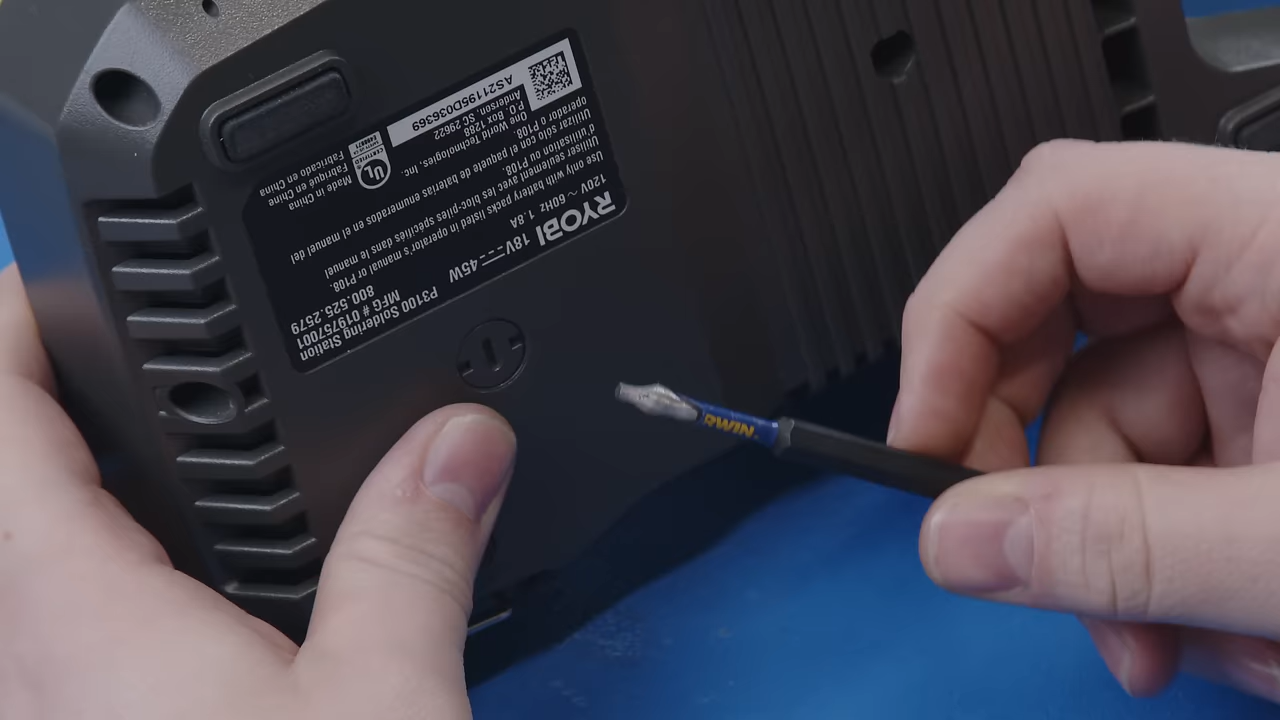 RYOBI
P3100 Soldering Station
120V ~ 60Hz 1.8A
18V 45W
MFG # 019757001
800.525.2579
Use only with battery packs listed in operator's manual or P108.
Utiliser seulement avec les bloc-piles spécifiés dans le manuel
d'utilisation ou P108.
Utilizar sólo con el paquete de baterías enumerados en el manuel del
operador o P108.
One World Technologies, Inc.
P.O. Box 1288
Anderson, SC 29622
Made in China
Fabriqué en Chine
Fabricado en China
UL
CERTIFIED
AS21195D036369
IRWIN